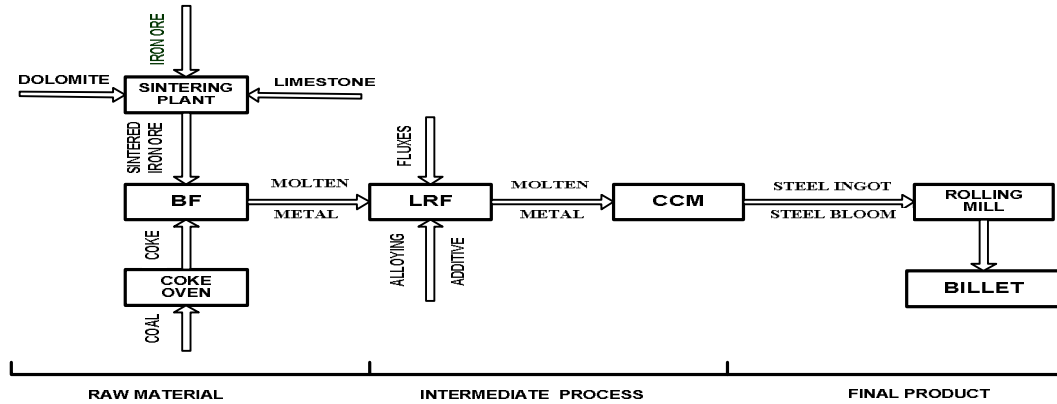 IRON ORE
DOLOMITE
SINTERING
PLANT
LIMESTONE
SINTERED
IRON ORE
FLUXES
BF
MOLTEN
METAL
LRF
MOLTEN
METAL
CCM
STEEL INGOT
STEEL BLOOM
ROLLING
MILL
COKE
ALLOYING
ADDITIVE
COKE
OVEN
BILLET
COAL
RAW MATERIAL
INTERMEDIATE PROCESS
FINAL PRODUCT